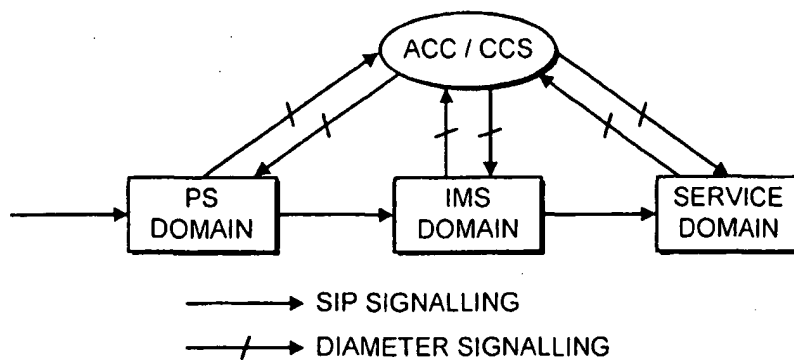 ACC / CCS
PS
DOMAIN
IMS
DOMAIN
SERVICE
DOMAIN
SIP SIGNALLING
DIAMETER SIGNALLING